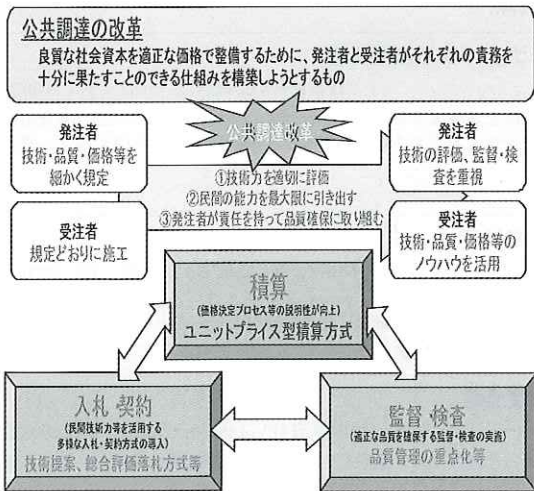 公共調達の改革
良質な社会資本を適正な価格で整備するために、発注者と受注者がそれぞれの責務を
十分に果たすことのできる仕組みを構築しようとするもの
公共調達改革
発注者
技術・品質・価格等を
細かく規定
受注者
規定どおりに施工
①技術力を適切に評価
②民間の能力を最大限に引き出す
③発注者が責任を持って品質確保に取り組む
発注者
技術の評価、監督・検
査を重視
受注者
技術・品質・価格等の
ノウハウを活用
積算
(価格決定プロセス等の説明性が向上)
ユニットプライス型積算方式
入札・契約
(民間技術力等を活用する
多様な入札・契約方式の導入)
技術提案、総合評価落札方式等
監督・検査
(適正な品質を確保する監督・検査の実施)
品質管理の重点化等